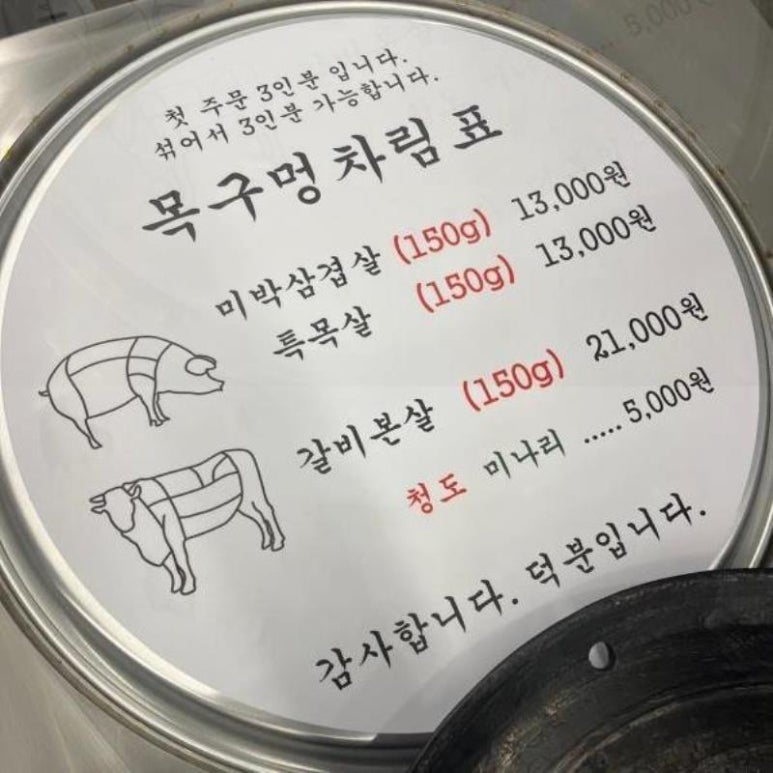 첫 주문 3인분 입니다.
섞어서 3인분 가능합니다.
목구멍 차림표
미박삼겹살 (150g) 13,000원
특목살 (150g) 13,000원
갈비본살 (150g) 21,000원
청도 미나리 ..... 5,000원
감사합니다. 덕분입니다.
..... 5,000